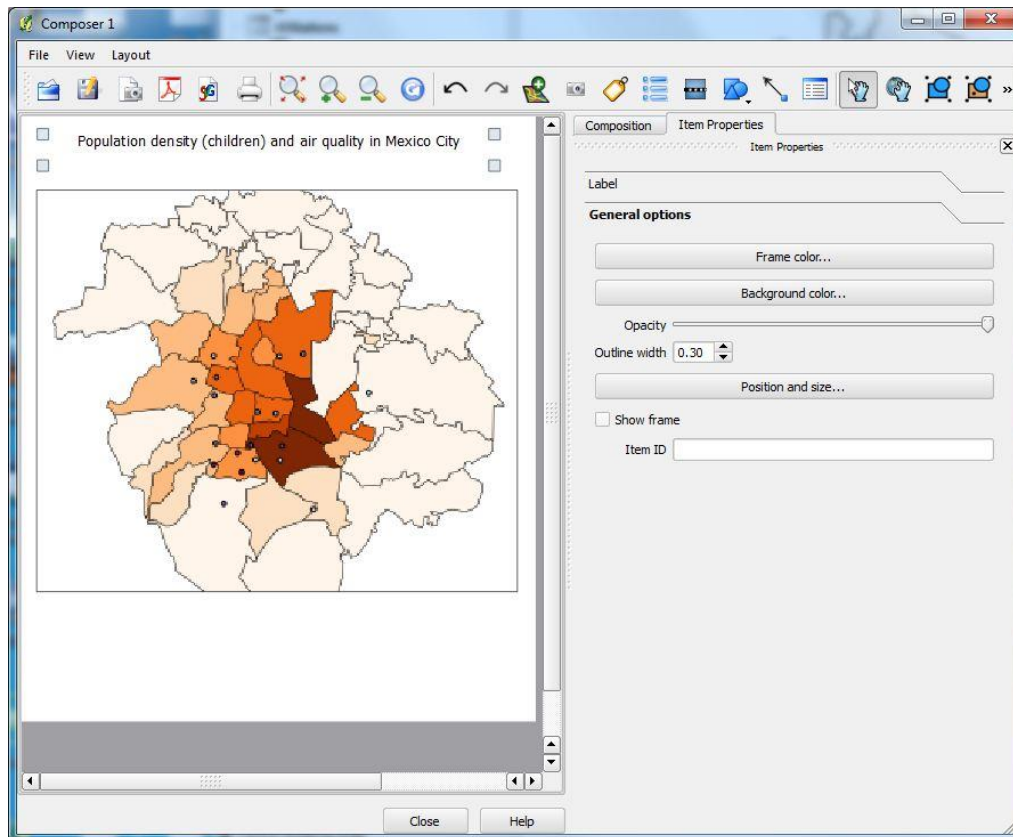 Composer 1
File View Layout
»
Composition Item Properties
Item Properties
Population density (children) and air quality in Mexico City
Label
General options
Frame color...
Background color...
Opacity
Outline width 0.30
Position and size...
Show frame
Item ID
Close Help